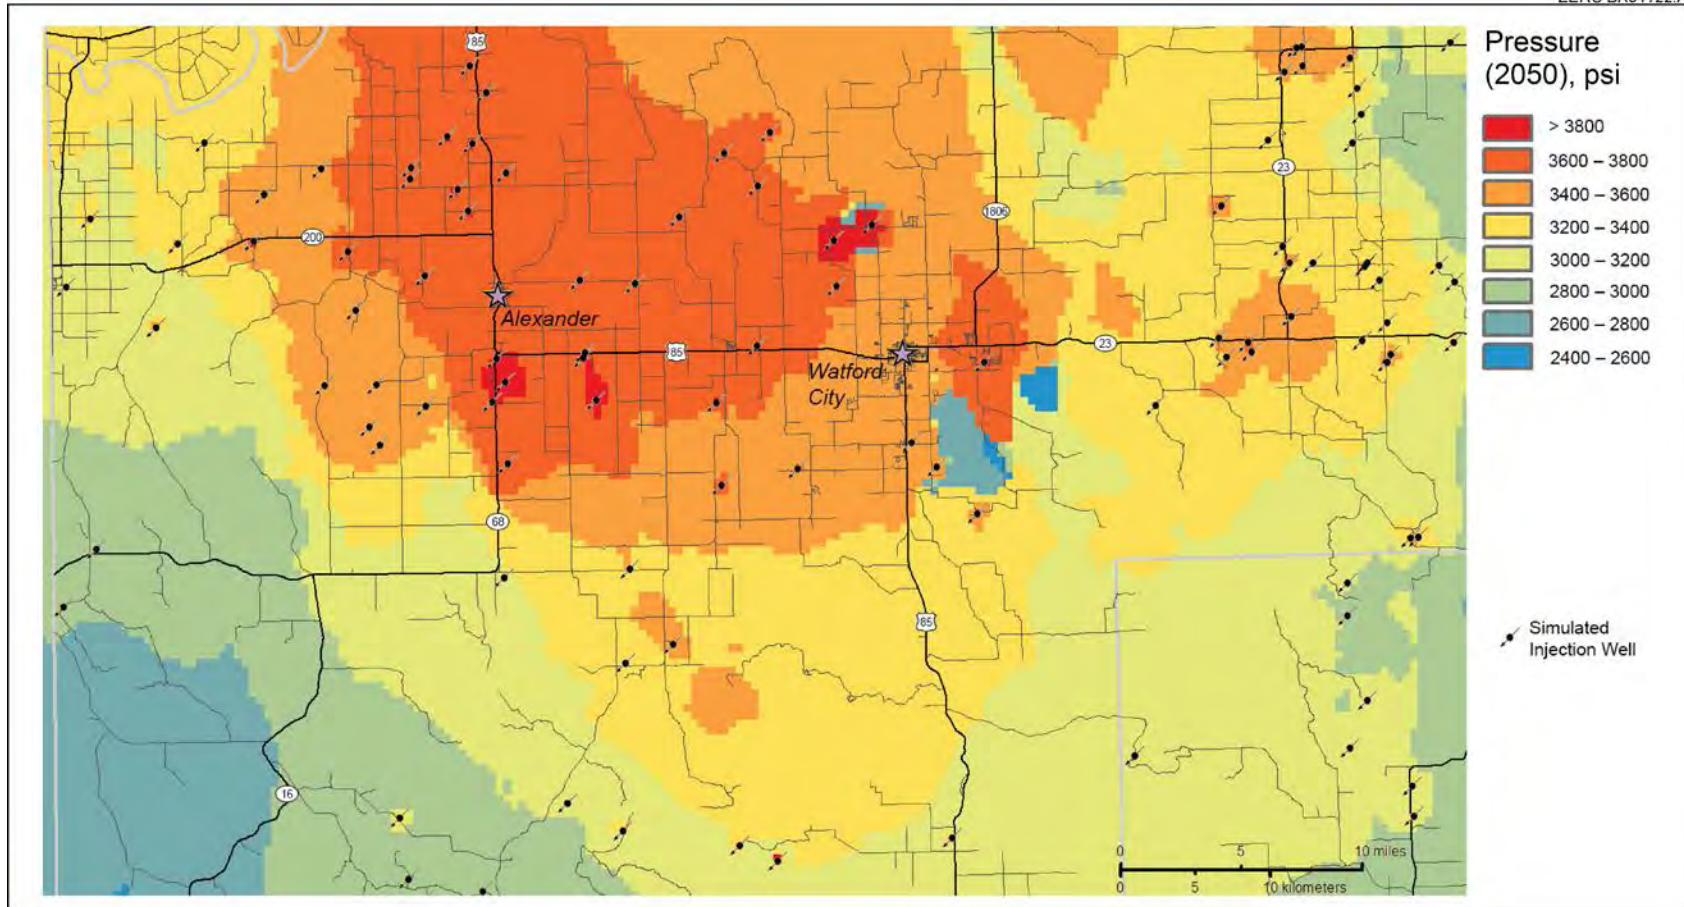 Pressure
(2050), psi
> 3800
3600 – 3800
3400 – 3600
3200 – 3400
3000 – 3200
2800 – 3000
2600 – 2800
2400 – 2600
Simulated
Injection Well
85
23
1806
200
Alexander
85
23
Watford
City
68
85
16
0 5 10 miles
0 5 10 kilometers